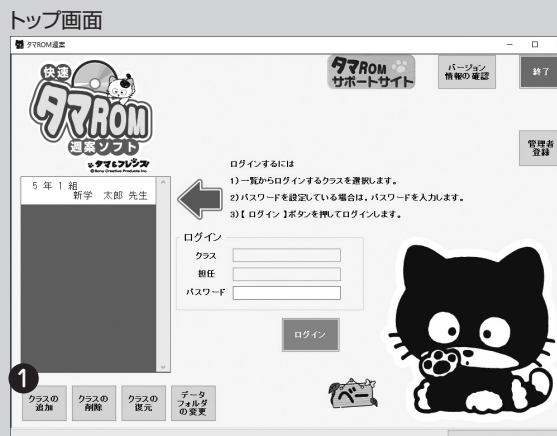 トップ画面
タマROM週案
快速
タマROM
週案ソフト
タマ&フレンズ
©Sony Creative Products Inc.
タマROM
サポートサイト
バージョン
情報の確認
終了
管理者
登録
5 年 1 組
新学 太郎 先生
ログインするには
1) 一覧からログインするクラスを選択します。
2) パスワードを設定している場合は，パスワードを入力します。
3)【 ログイン 】ボタンを押してログインします。
ログイン
クラス
担任
パスワード
ログイン
1
クラスの
追加
クラスの
削除
クラスの
復元
データ
フォルダ
の変更
べー